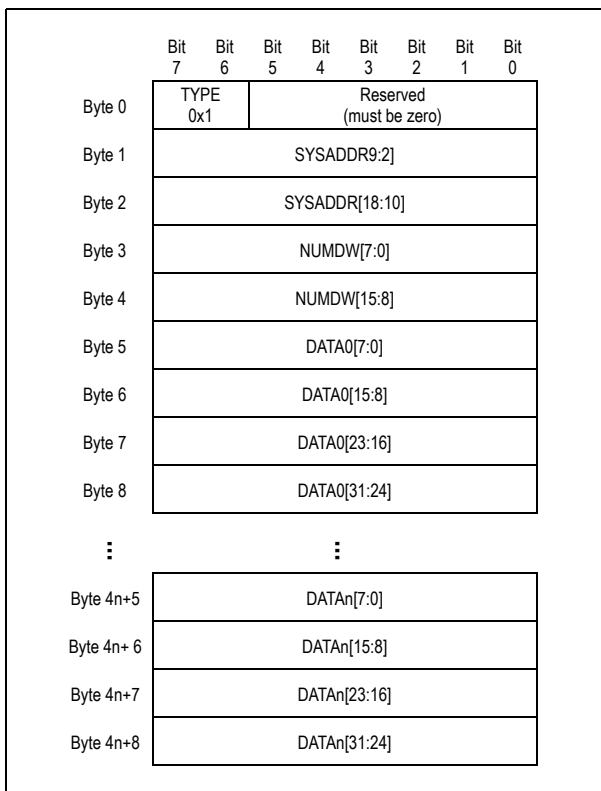 Bit Bit Bit Bit Bit Bit Bit Bit
7 6 5 4 3 2 1 0
Byte 0 TYPE Reserved
0x1 (must be zero)
Byte 1 SYSADDR9:2]
Byte 2 SYSADDR[18:10]
Byte 3 NUMDW[7:0]
Byte 4 NUMDW[15:8]
Byte 5 DATA0[7:0]
Byte 6 DATA0[15:8]
Byte 7 DATA0[23:16]
Byte 8 DATA0[31:24]
⋮ ⋮
Byte 4n+5 DATAn[7:0]
Byte 4n+ 6 DATAn[15:8]
Byte 4n+7 DATAn[23:16]
Byte 4n+8 DATAn[31:24]